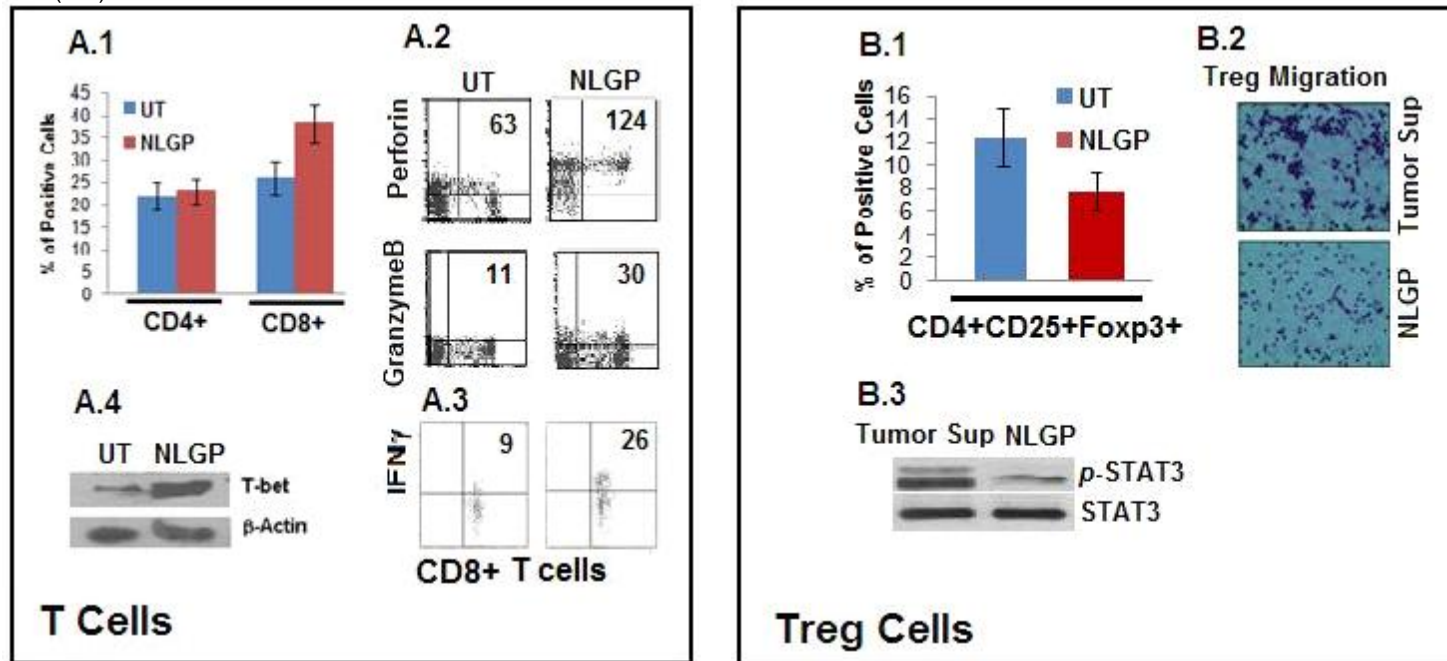 A.1
45
40
35
30
25
20
15
10
5
0
% of Positive Cells
UT
NLGP
CD4+ CD8+
A.2
UT NLGP
Perforin
63 124
GranzymeB
11 30
A.3
IFNγ
9 26
CD8+ T cells
A.4
UT NLGP
T-bet
β-Actin
T Cells
B.1
16
14
12
10
8
6
4
2
0
% of Positive Cells
UT
NLGP
CD4+CD25+Foxp3+
B.2
Treg Migration
Tumor Sup
NLGP
B.3
Tumor Sup NLGP
p-STAT3
STAT3
Treg Cells